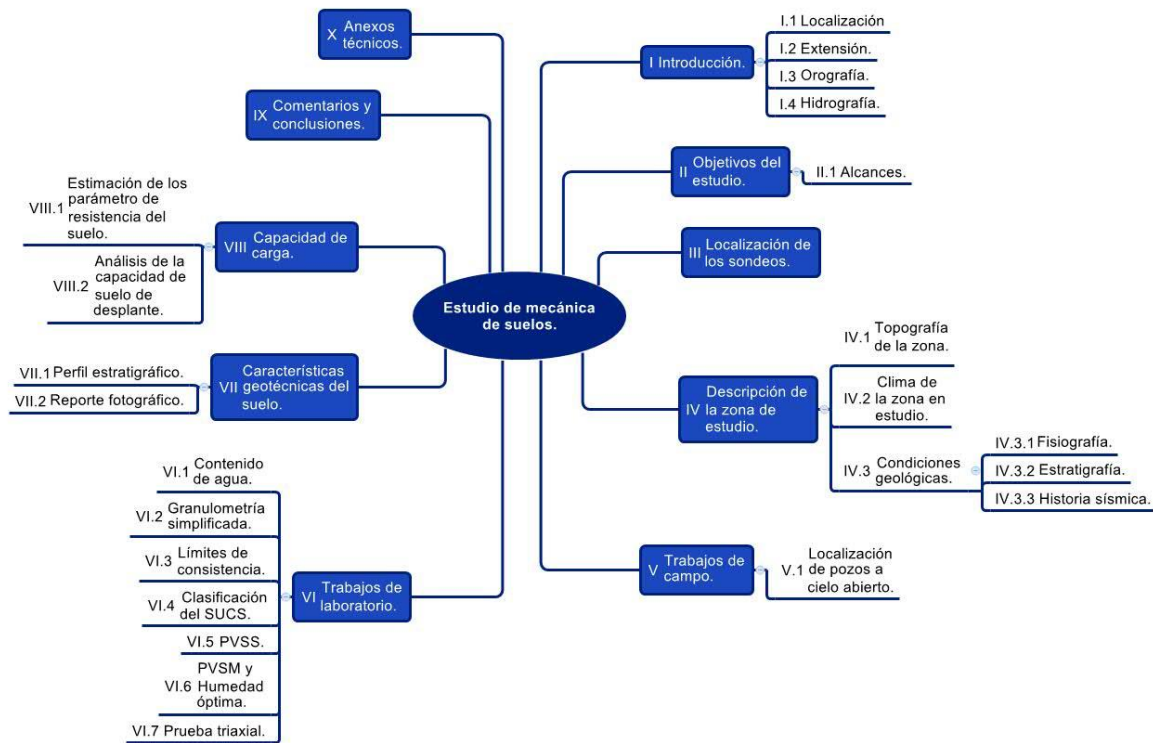 Estudio de mecánica
de suelos.
I Introducción.
I.1 Localización
I.2 Extensión.
I.3 Orografía.
I.4 Hidrografía.
II Objetivos del
estudio.
II.1 Alcances.
III Localización de
los sondeos.
IV Descripción de
la zona de
estudio.
IV.1 Topografía
de la zona.
IV.2 Clima de
la zona en
estudio.
IV.3 Condiciones
geológicas.
IV.3.1 Fisiografía.
IV.3.2 Estratigrafía.
IV.3.3 Historia sísmica.
V Trabajos de
campo.
V.1 Localización
de pozos a
cielo abierto.
VI Trabajos de
laboratorio.
VI.1 Contenido
de agua.
VI.2 Granulometría
simplificada.
VI.3 Límites de
consistencia.
VI.4 Clasificación
del SUCS.
VI.5 PVSS.
VI.6 PVSM y
Humedad
óptima.
VI.7 Prueba triaxial.
VII Características
geotécnicas del
suelo.
VII.1 Perfil estratigráfico.
VII.2 Reporte fotográfico.
VIII Capacidad de
carga.
VIII.1 Estimación de los
parámetro de
resistencia del
suelo.
VIII.2 Análisis de la
capacidad de
suelo de
desplante.
IX Comentarios y
conclusiones.
X Anexos
técnicos.